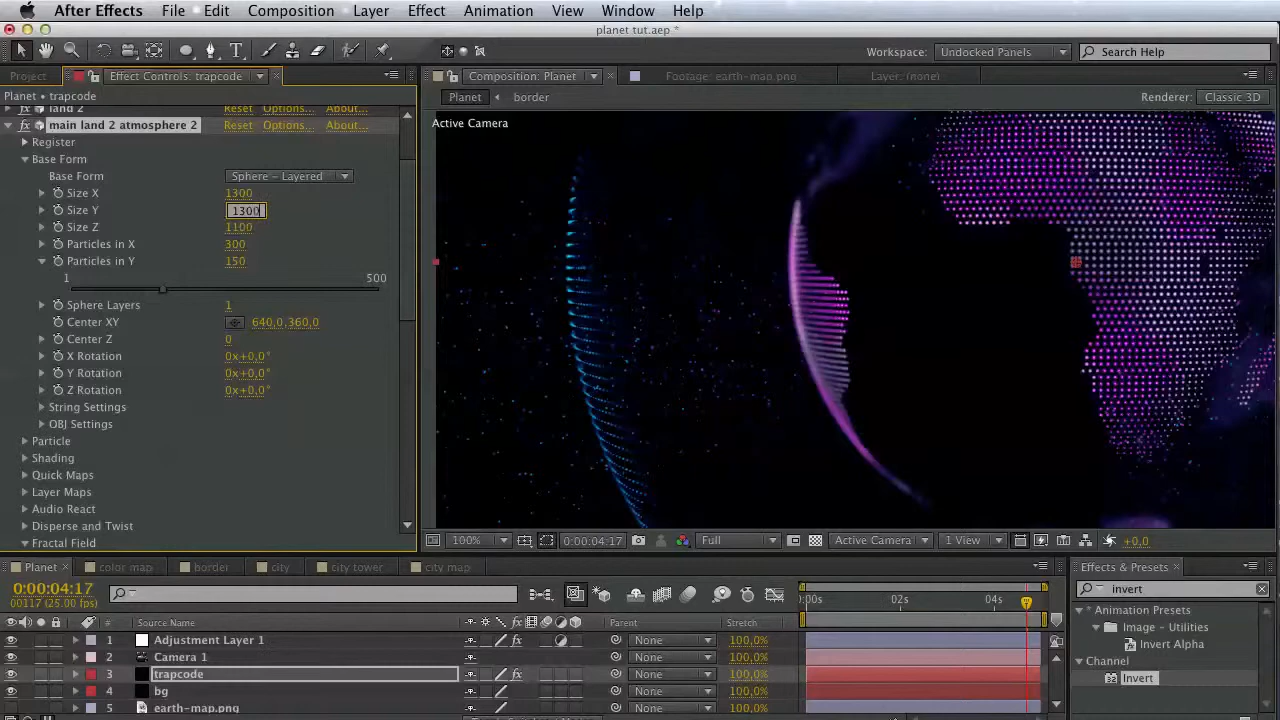 After Effects File Edit Composition Layer Effect Animation View Window Help
planet tut.aep *
Workspace: Undocked Panels Search Help
Project Effect Controls: trapcode Composition: Planet Footage: earth-map.png Layer: (none)
Planet • trapcode Planet border Renderer: Classic 3D
land 2 Reset Options... About...
main land 2 atmosphere 2 Reset Options... About...
Active Camera
Register
Base Form
Base Form Sphere - Layered
Size X 1300
Size Y 1300
Size Z 1100
Particles in X 300
Particles in Y 150
1 500
Sphere Layers 1
Center XY 640,0,360,0
Center Z 0
X Rotation 0x+0,0°
Y Rotation 0x+0,0°
Z Rotation 0x+0,0°
String Settings
OBJ Settings
Particle
Shading
Quick Maps
Layer Maps
Audio React
Disperse and Twist
Fractal Field
100% 0:00:04:17 Full Active Camera 1 View +0,0
Planet color map border city city tower city map Effects & Presets
0:00:04:17
00117 (25.00 fps)
invert
:00s 02s 04s
# Source Name Parent Stretch
1 Adjustment Layer 1 None 100,0%
2 Camera 1 None 100,0%
3 trapcode None 100,0%
4 bg None 100,0%
5 earth-map.png None 100,0%
* Animation Presets
Image - Utilities
Invert Alpha
Channel
Invert